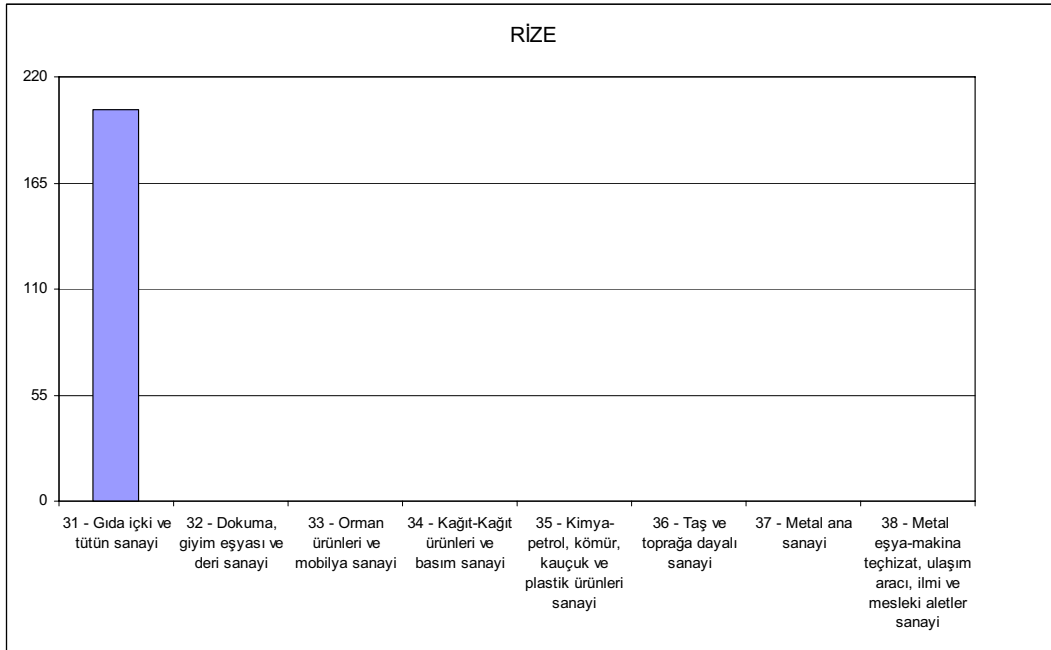 RİZE
220
165
110
55
0
31 - Gıda içki ve
tütün sanayi
32 - Dokuma,
giyim eşyası ve
deri sanayi
33 - Orman
ürünleri ve
mobilya sanayi
34 - Kağıt-Kağıt
ürünleri ve
basım sanayi
35 - Kimya-
petrol, kömür,
kauçuk ve
plastik ürünleri
sanayi
36 - Taş ve
toprağa dayalı
sanayi
37 - Metal ana
sanayi
38 - Metal
eşya-makina
teçhizat, ulaşım
aracı, ilmi ve
mesleki aletler
sanayi